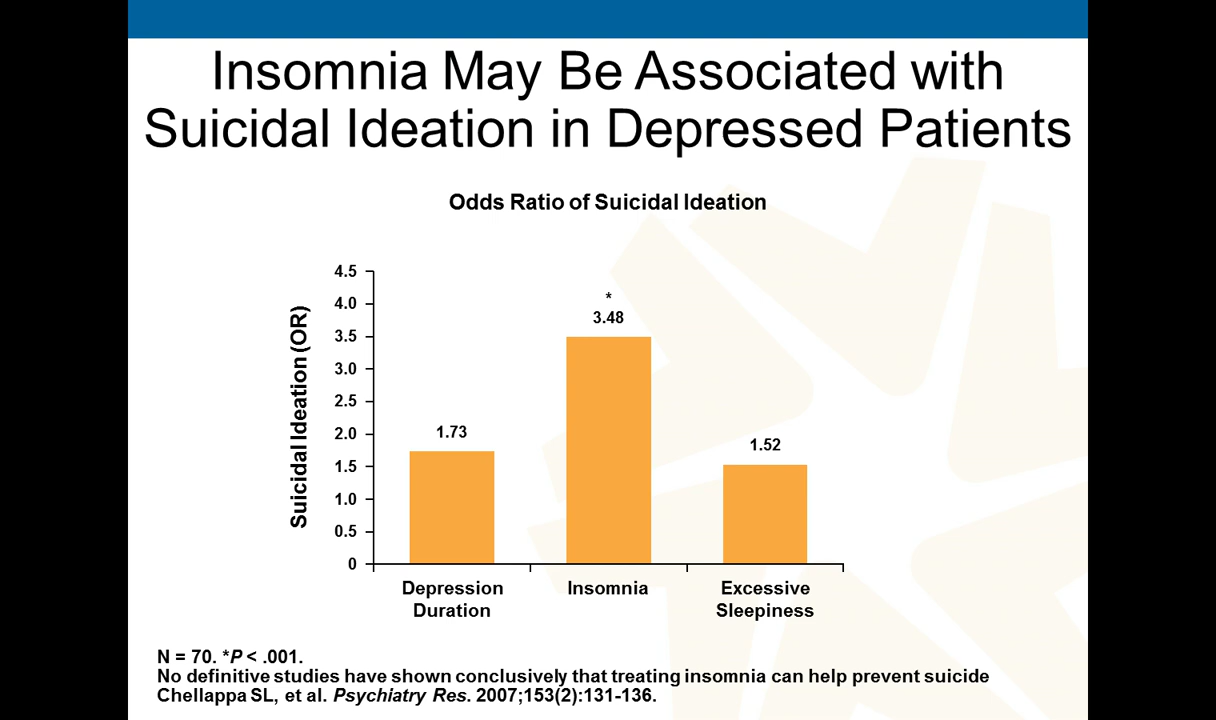 Insomnia May Be Associated with
Suicidal Ideation in Depressed Patients
Odds Ratio of Suicidal Ideation
Suicidal Ideation (OR)
4.5
4.0
3.5
3.0
2.5
2.0
1.5
1.0
0.5
0
1.73
*
3.48
1.52
Depression
Duration
Insomnia
Excessive
Sleepiness
N = 70. *P < .001.
No definitive studies have shown conclusively that treating insomnia can help prevent suicide
Chellappa SL, et al. Psychiatry Res. 2007;153(2):131-136.